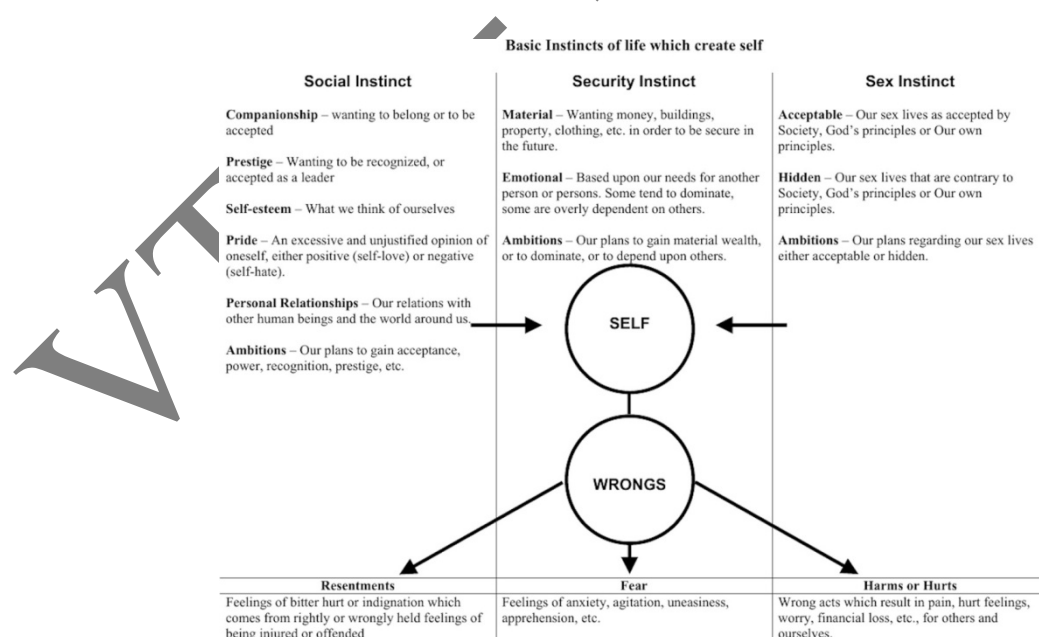 Basic Instincts of life which create self
Social Instinct
Companionship – wanting to belong or to be
accepted
Prestige – Wanting to be recognized, or
accepted as a leader
Self-esteem – What we think of ourselves
Pride – An excessive and unjustified opinion of
oneself, either positive (self-love) or negative
(self-hate).
Personal Relationships – Our relations with
other human beings and the world around us.
Ambitions – Our plans to gain acceptance,
power, recognition, prestige, etc.
Security Instinct
Material – Wanting money, buildings,
property, clothing, etc. in order to be secure in
the future.
Emotional – Based upon our needs for another
person or persons. Some tend to dominate,
some are overly dependent on others.
Ambitions – Our plans to gain material wealth,
or to dominate, or to depend upon others.
Sex Instinct
Acceptable – Our sex lives as accepted by
Society, God's principles or Our own
principles.
Hidden – Our sex lives that are contrary to
Society, God's principles or Our own
principles.
Ambitions – Our plans regarding our sex lives
either acceptable or hidden.
SELF
WRONGS
Resentments
Feelings of bitter hurt or indignation which
comes from rightly or wrongly held feelings of
being injured or offended
Fear
Feelings of anxiety, agitation, uneasiness,
apprehension, etc.
Harms or Hurts
Wrong acts which result in pain, hurt feelings,
worry, financial loss, etc., for others and
ourselves.